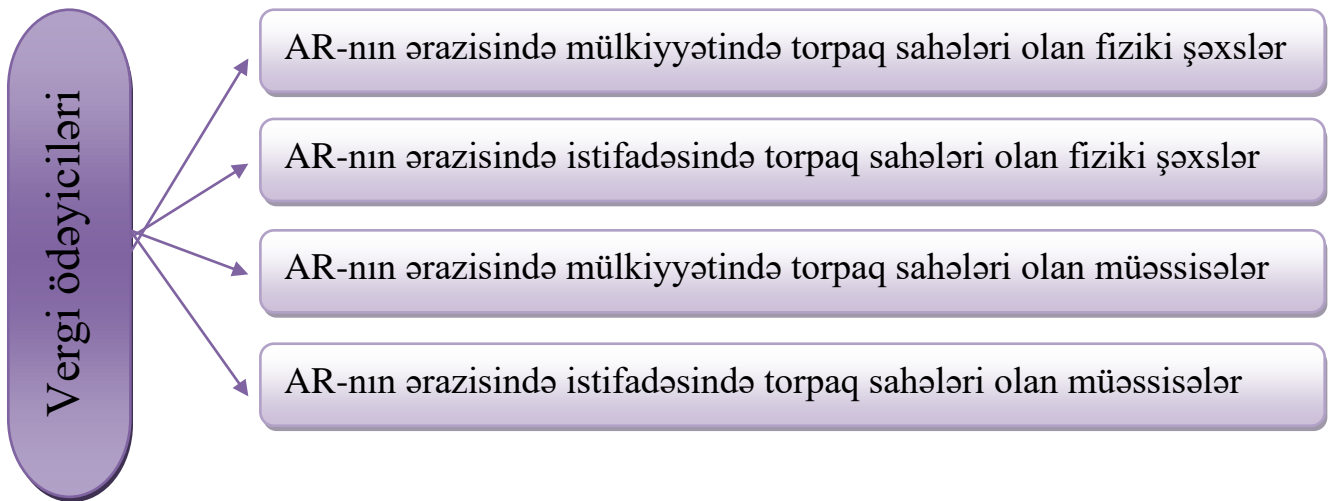 Vergi ödəyiciləri
AR-nın ərazisində mülkiyyətində torpaq sahələri olan fiziki şəxslər
AR-nın ərazisində istifadəsində torpaq sahələri olan fiziki şəxslər
AR-nın ərazisində mülkiyyətində torpaq sahələri olan müəssisələr
AR-nın ərazisində istifadəsində torpaq sahələri olan müəssisələr